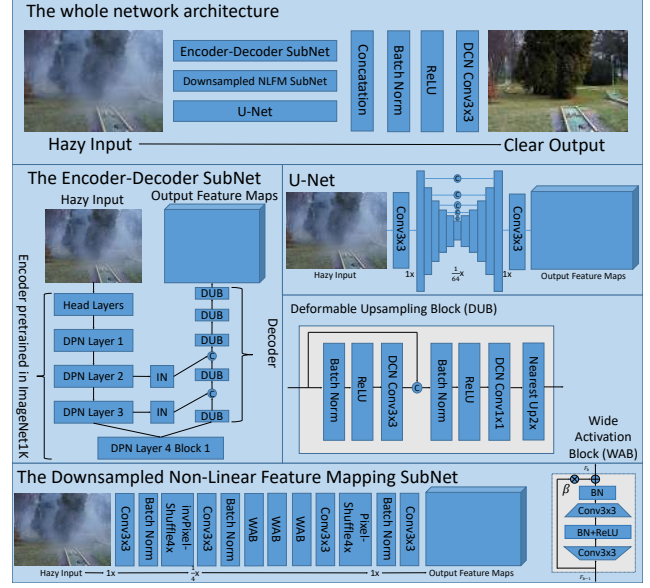 The whole network architecture
Encoder-Decoder SubNet
Downsampled NLFM SubNet
U-Net
Concatation
Batch Norm
ReLU
DCN Conv3x3
Hazy Input
Clear Output
The Encoder-Decoder SubNet
Hazy Input
Output Feature Maps
Encoder pretrained in imageNet1K
Head Layers
DPN Layer 1
DPN Layer 2
DPN Layer 3
IN
IN
DPN Layer 4 Block 1
DUB
DUB
DUB
C
DUB
C
DUB
Decoder
U-Net
Hazy Input
Conv3x3
1x
C
C
C
C
1/64 x
1x
Conv3x3
Output Feature Maps
Deformable Upsampling Block (DUB)
Batch Norm
ReLU
DCN Conv3x3
C
Batch Norm
ReLU
DCN Conv1x1
Nearest Up2x
Wide
Activation
Block (WAB)
β
BN
Conv3x3
BN+ReLU
Conv3x3
The Downsampled Non-Linear Feature Mapping SubNet
Conv3x3
Batch Norm
invPixel-
Shuffle4x
Conv3x3
Batch Norm
WAB
WAB
WAB
Conv3x3
Pixel-
Shuffle4x
Batch Norm
Conv3x3
Hazy Input
1x
1/4 x
1x
Output Feature Maps